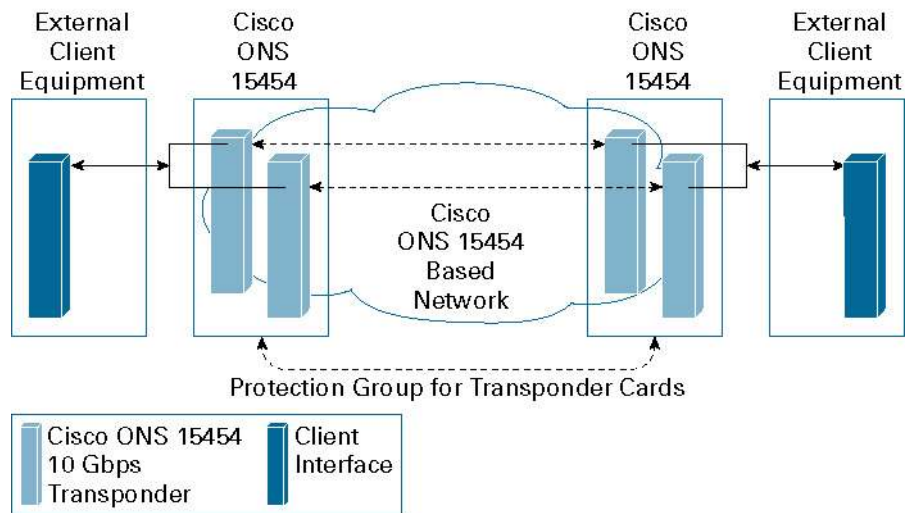 External
Client
Equipment
Cisco
ONS
15454
Cisco
ONS
15454
External
Client
Equipment
Cisco
ONS 15454
Based
Network
Protection Group for Transponder Cards
Cisco ONS 15454
10 Gbps
Transponder
Client
Interface